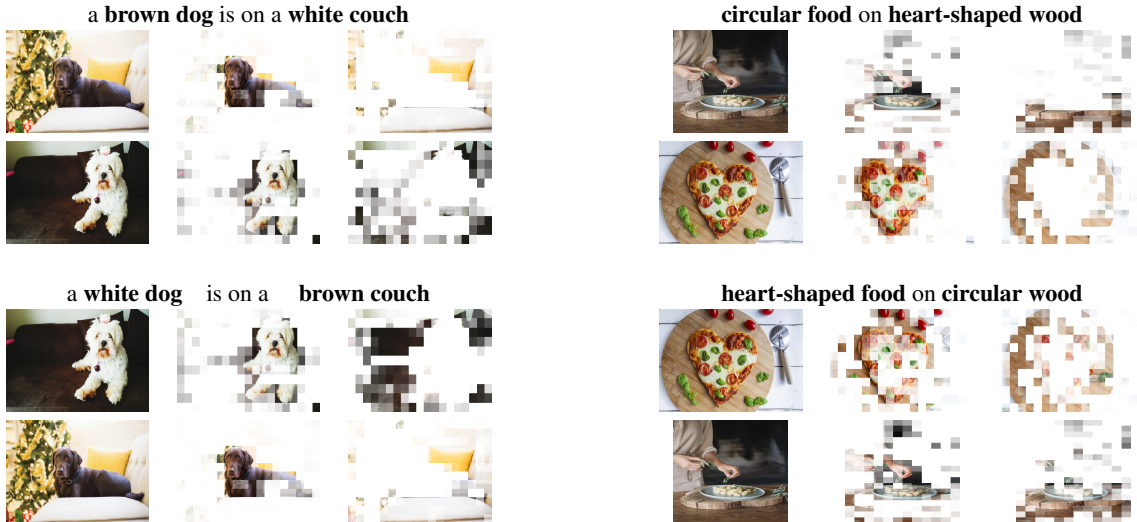 a brown dog is on a white couch
circular food on heart-shaped wood
a white dog is on a brown couch
heart-shaped food on circular wood